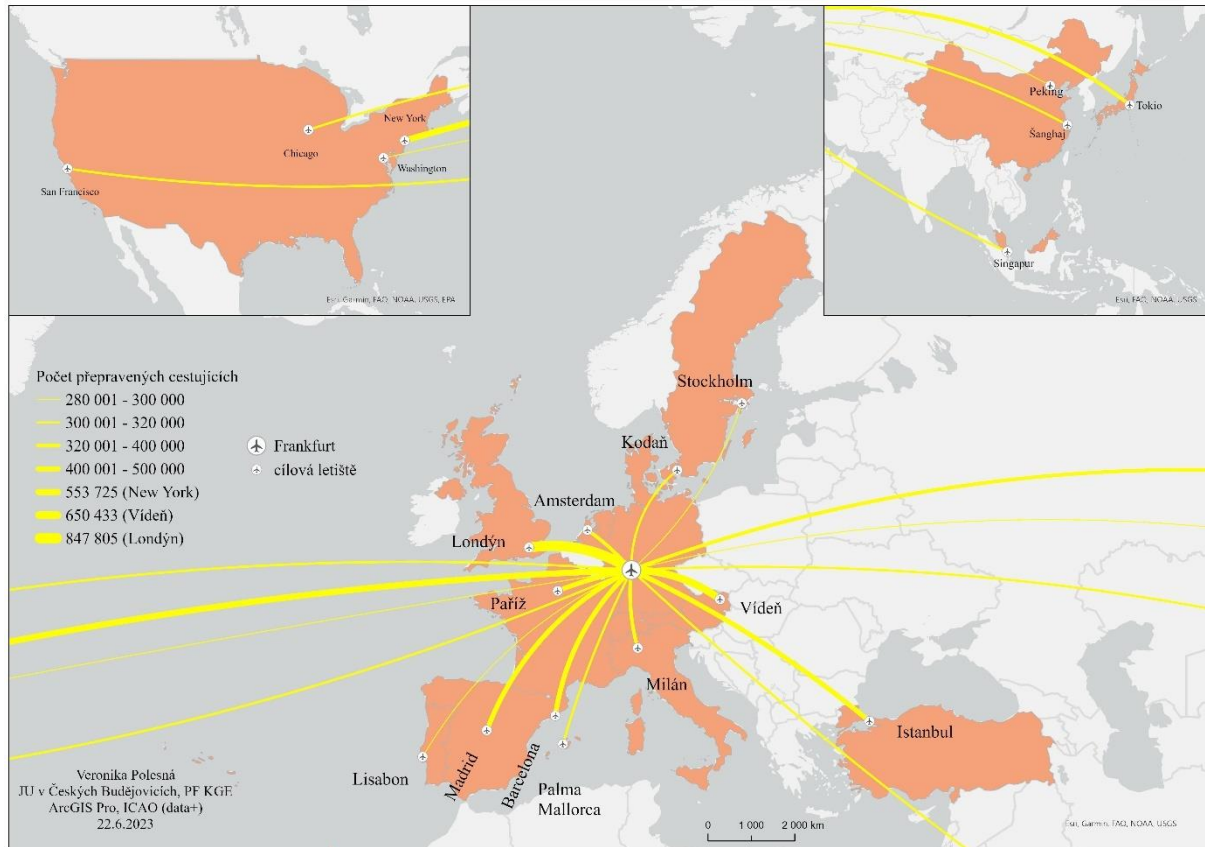 New York
Chicago
Washington
San Francisco
Esri, Garmin, FAO, NOAA, USGS, EPA
Peking
Tokio
Šanghaj
Singapur
Esri, FAO, NOAA, USGS
Počet přepravených cestujících
280 001 - 300 000
300 001 - 320 000
320 001 - 400 000
400 001 - 500 000
553 725 (New York)
650 433 (Vídeň)
847 805 (Londýn)
Frankfurt
cílová letiště
Stockholm
Kodaň
Amsterdam
Londýn
Paříž
Vídeň
Milán
Istanbul
Lisabon
Madrid
Barcelona
Palma
Mallorca
Veronika Polesná
JU v Českých Budějovicích, PF KGE
ArcGIS Pro, ICAO (data+)
22.6.2023
0 1 000 2 000 km
Esri, Garmin, FAO, NOAA, USGS